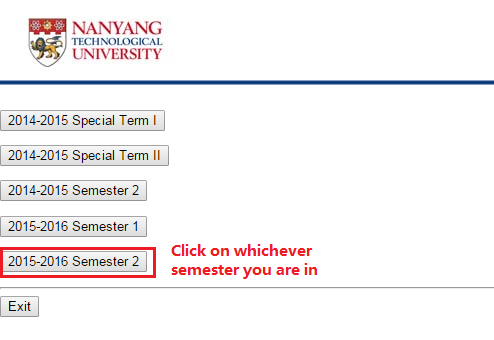 NANYANG
TECHNOLOGICAL
UNIVERSITY
2014-2015 Special Term I
2014-2015 Special Term II
2014-2015 Semester 2
2015-2016 Semester 1
2015-2016 Semester 2
Click on whichever
semester you are in
Exit